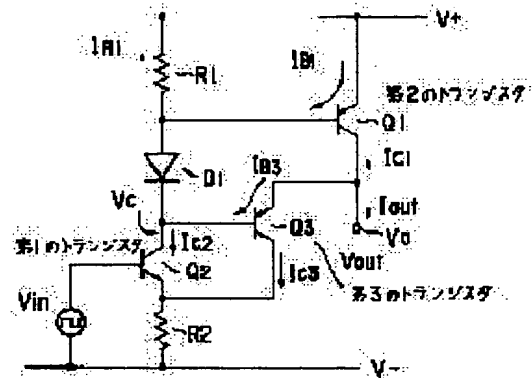 V+
IR1
R1
IB1
第2のトランジスタ
Q1
IC1
D1
IB3
Iout
Vc
Vo
Ic2
Q3
Vout
第1のトランジスタ
Q2
Ic3
第3のトランジスタ
Vin
R2
V-